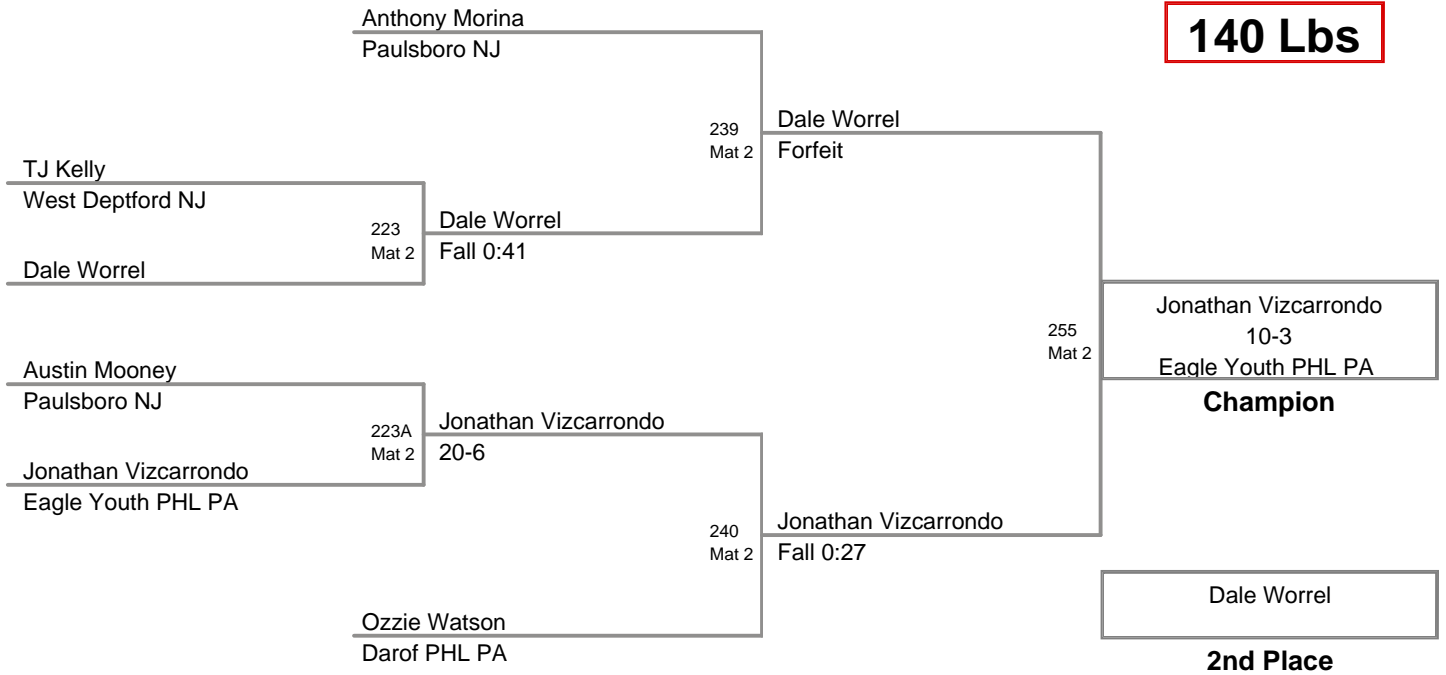 Anthony Morina
Paulsboro NJ
140 Lbs
239
Mat 2
Dale Worrel
Forfeit
TJ Kelly
West Deptford NJ
223
Mat 2
Dale Worrel
Fall 0:41
Dale Worrel
255
Mat 2
Jonathan Vizcarrondo
10-3
Eagle Youth PHL PA
Champion
Austin Mooney
Paulsboro NJ
223A
Mat 2
Jonathan Vizcarrondo
20-6
Jonathan Vizcarrondo
Eagle Youth PHL PA
240
Mat 2
Jonathan Vizcarrondo
Fall 0:27
Ozzie Watson
Darof PHL PA
Dale Worrel
2nd Place